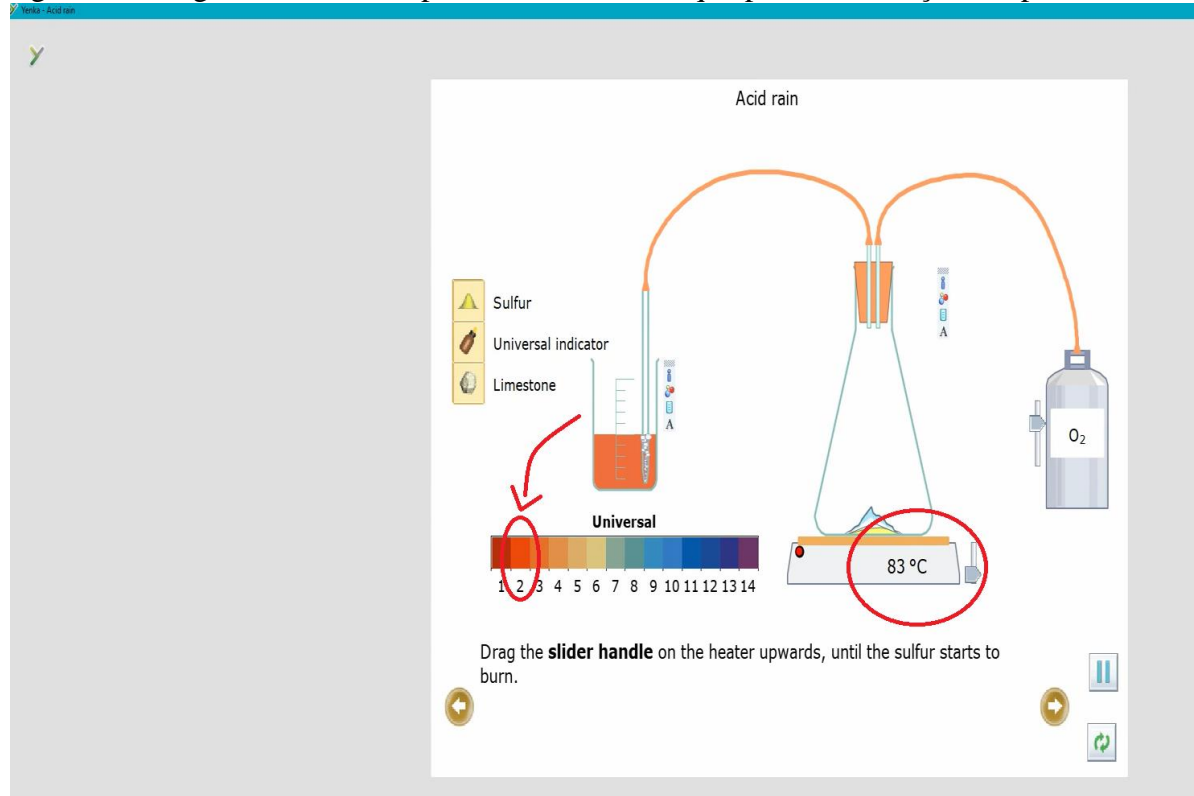 Yenka - Acid rain
Acid rain
Sulfur
Universal indicator
Limestone
A
A
O₂
Universal
1 2 3 4 5 6 7 8 9 10 11 12 13 14
83 °C
Drag the slider handle on the heater upwards, until the sulfur starts to
burn.